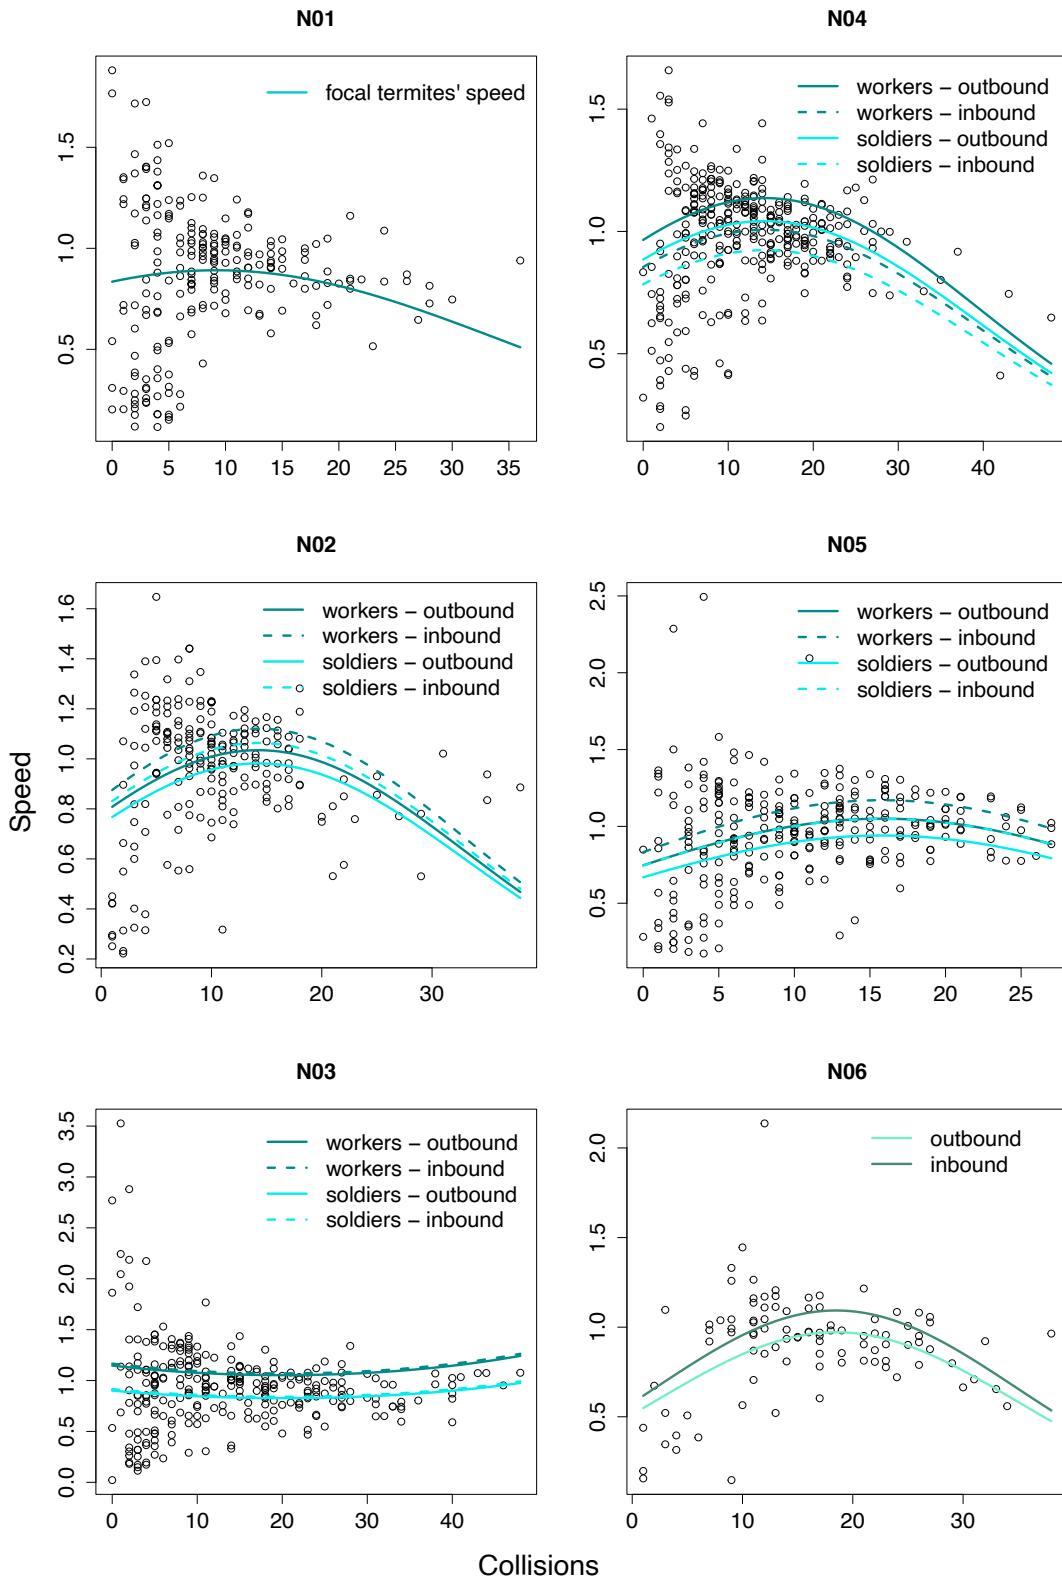 N01
focal termites' speed
0.5 1.0 1.5
0 5 10 15 20 25 30 35
N04
workers − outbound
workers − inbound
soldiers − outbound
soldiers − inbound
0.5 1.0 1.5
0 10 20 30 40
N02
workers − outbound
workers − inbound
soldiers − outbound
soldiers − inbound
0.2 0.4 0.6 0.8 1.0 1.2 1.4 1.6
0 10 20 30
N05
workers − outbound
workers − inbound
soldiers − outbound
soldiers − inbound
0.5 1.0 1.5 2.0 2.5
0 5 10 15 20 25
Speed
N03
workers − outbound
workers − inbound
soldiers − outbound
soldiers − inbound
0.0 0.5 1.0 1.5 2.0 2.5 3.0 3.5
0 10 20 30 40
N06
outbound
inbound
0.5 1.0 1.5 2.0
0 10 20 30
Collisions